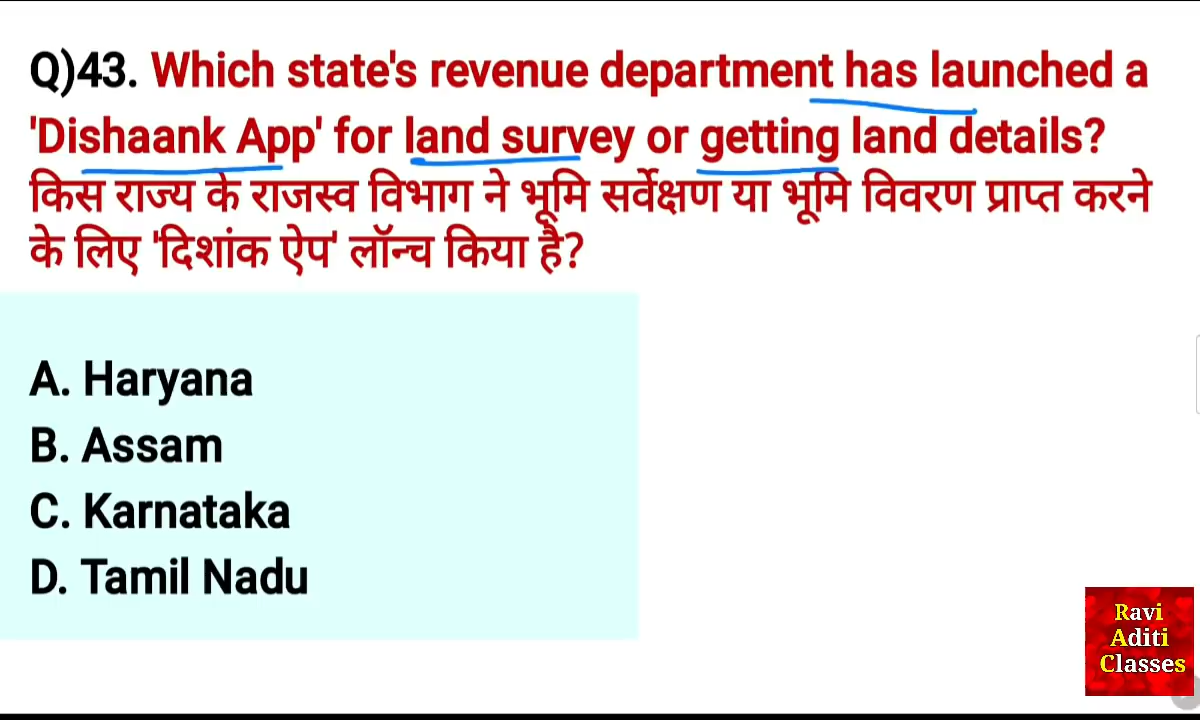 Q)43. Which state's revenue department has launched a
'Dishaank App' for land survey or getting land details?
किस राज्य के राजस्व विभाग ने भूमि सर्वेक्षण या भूमि विवरण प्राप्त करने
के लिए 'दिशांक ऐप' लॉन्च किया है?
A. Haryana
B. Assam
C. Karnataka
D. Tamil Nadu
Ravi
Aditi
Classes